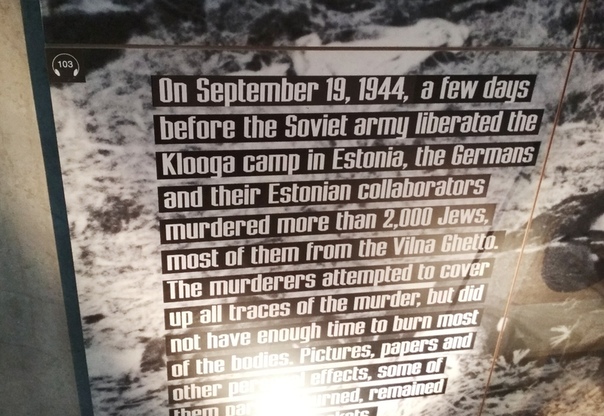 103
On September 19, 1944, a few days
before the Soviet army liberated the
Klooga camp in Estonia, the Germans
and their Estonian collaborators
murdered more than 2,000 Jews,
most of them from the Vilna Ghetto.
The murderers attempted to cover
up all traces of the murder, but did
not have enough time to burn most
of the bodies. Pictures, papers and
other effects, some of
them remained